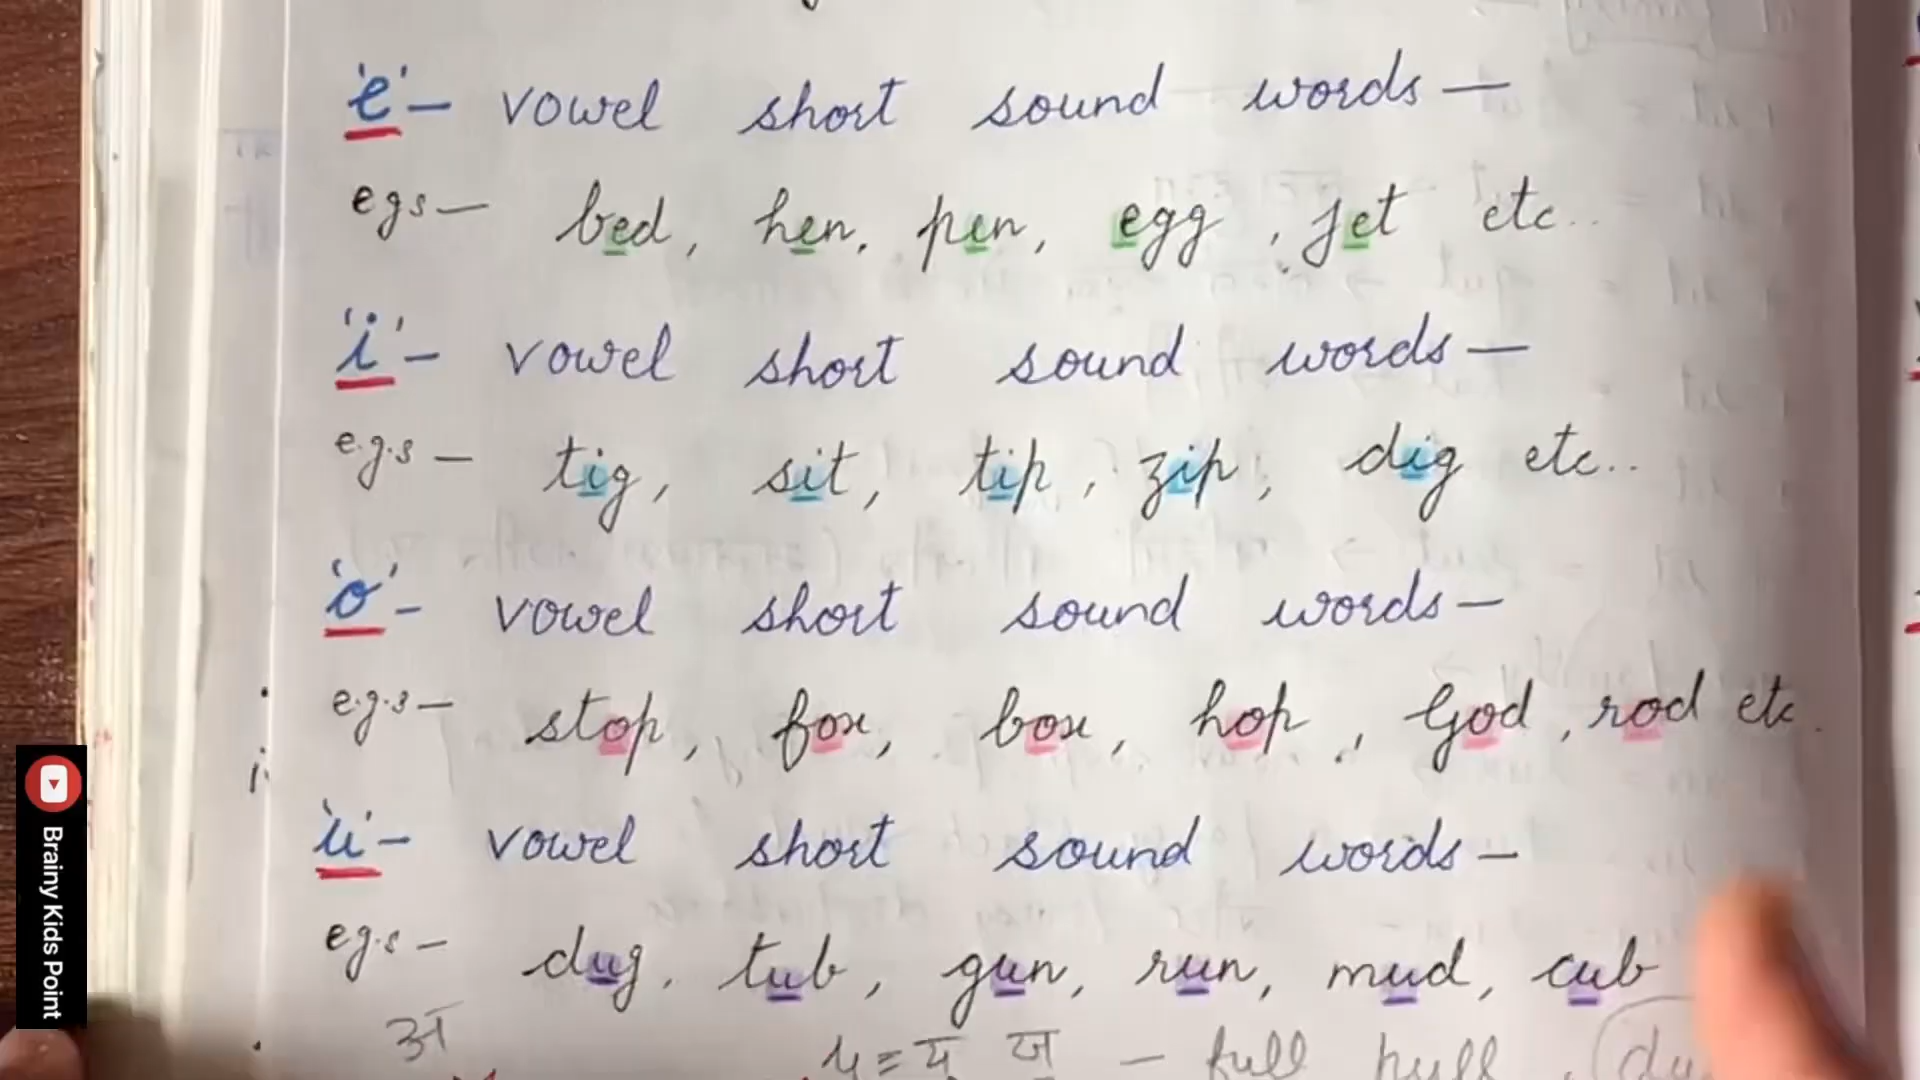 'e' – vowel short sound words –
egs – bed, hen, pen, egg, jet etc..
'i' – vowel short sound words –
e.g.s – tig, sit, tip, zip, dig etc..
'o' – vowel short sound words –
e.g.s – stop, fox, box, hop, God, rod etc.
'u' – vowel short sound words –
e.g.s – dug, tub, gun, run, mud, cub
अ – full
Brainy Kids Point